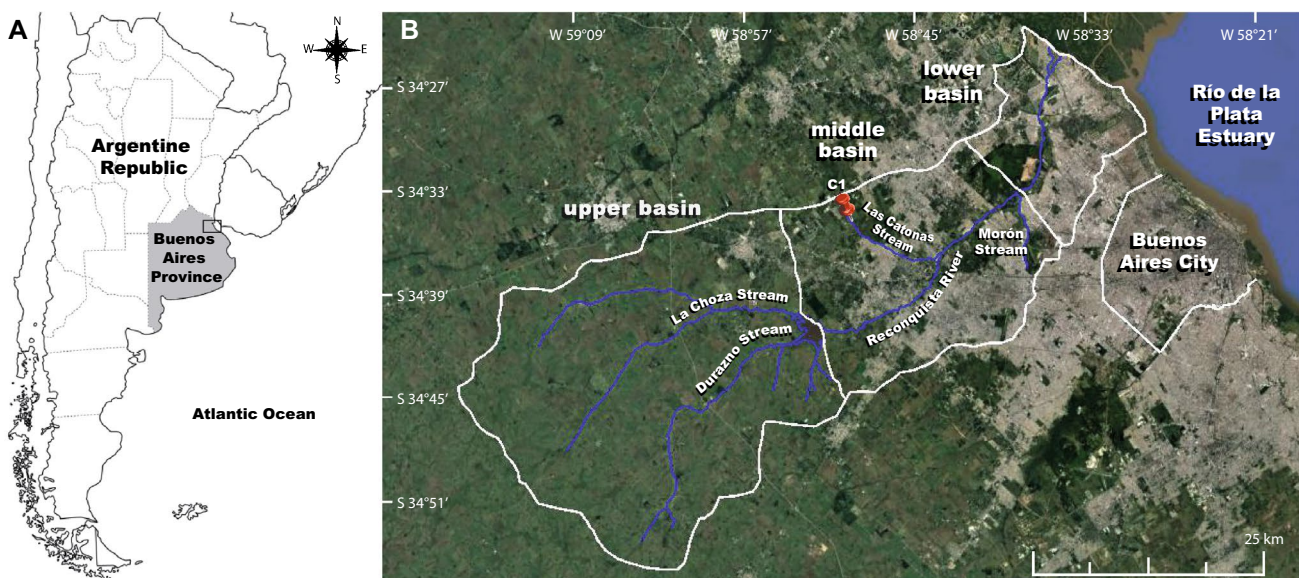 A
N
W E
S
Argentine
Republic
Buenos
Aires
Province
Atlantic Ocean
B
W 59°09′
W 58°57′
W 58°45′
W 58°33′
W 58°21′
S 34°27′
S 34°33′
S 34°39′
S 34°45′
S 34°51′
lower
basin
Río de la
Plata
Estuary
middle
basin
C1
upper basin
Las Catonas
Stream
Morón
Stream
Buenos
Aires City
Reconquista River
La Choza Stream
Durazno Stream
25 km